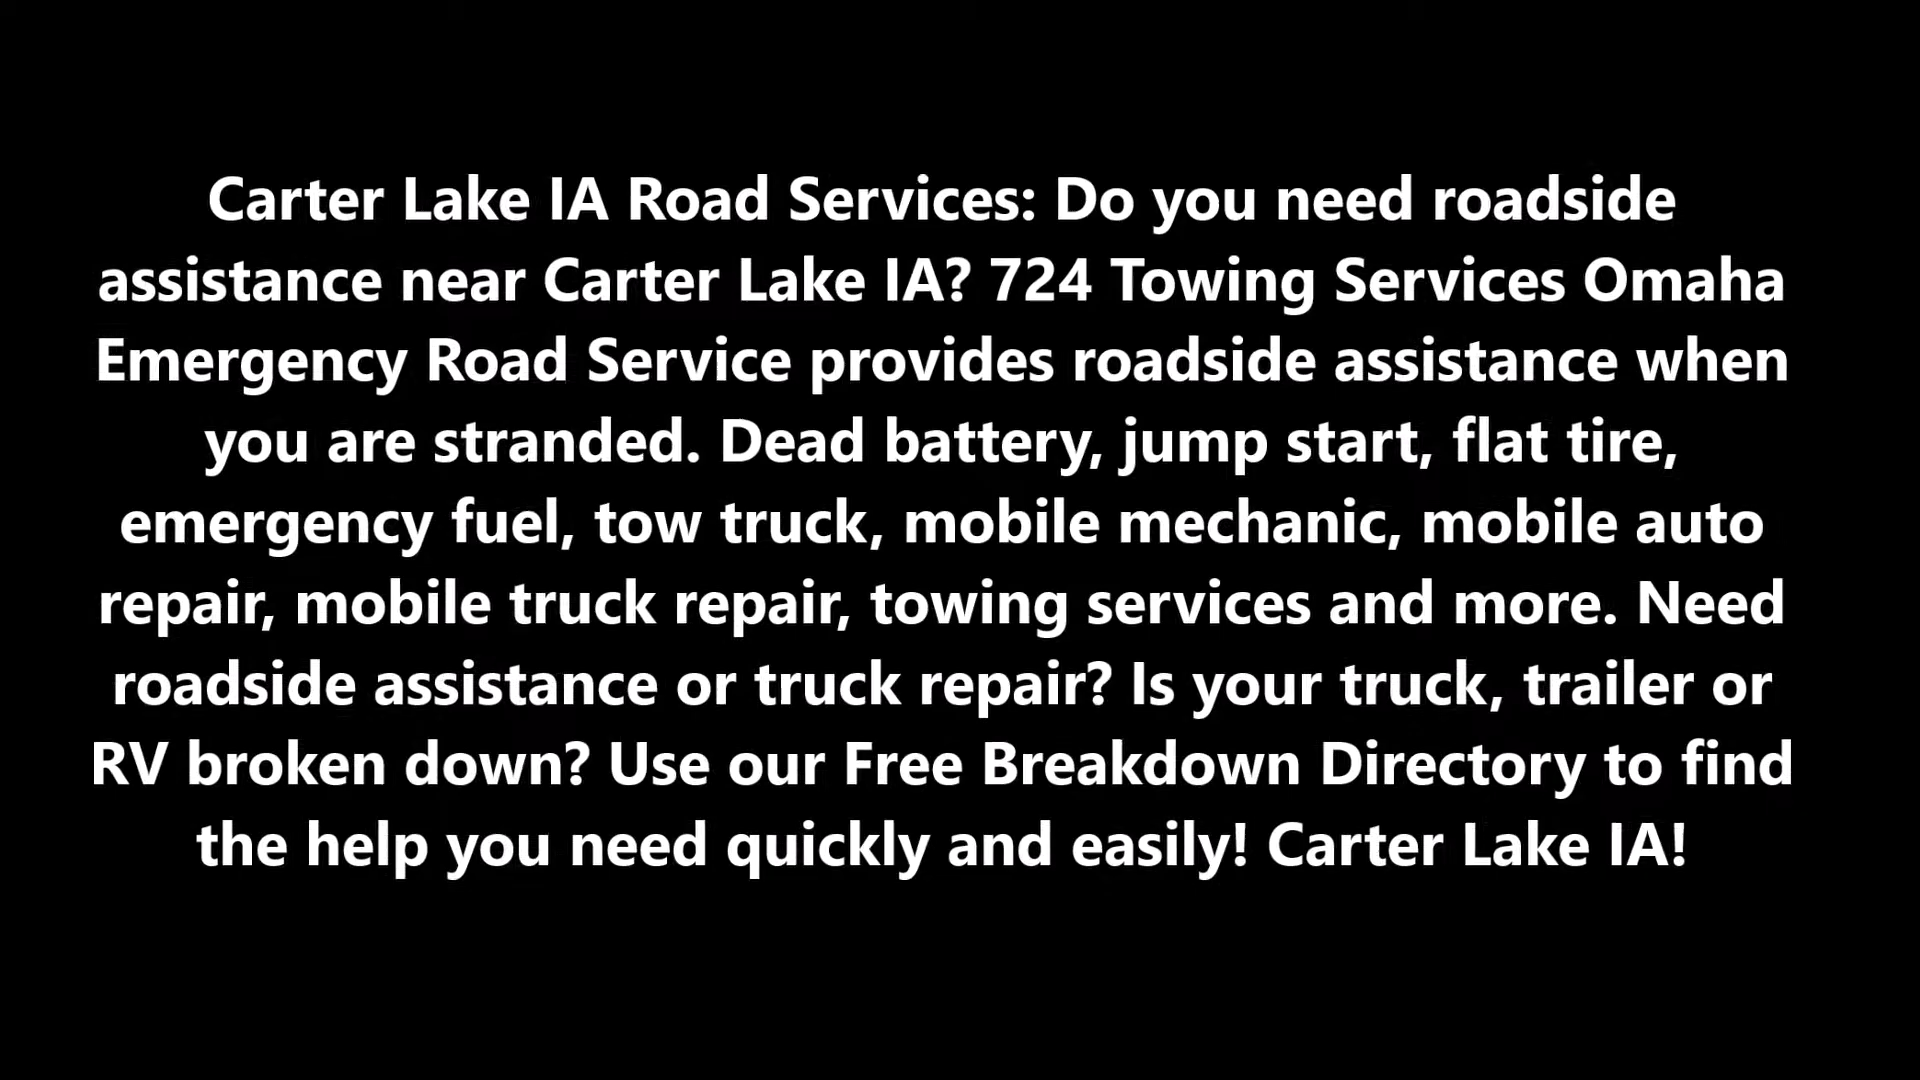 Carter Lake IA Road Services: Do you need roadside
assistance near Carter Lake IA? 724 Towing Services Omaha
Emergency Road Service provides roadside assistance when
you are stranded. Dead battery, jump start, flat tire,
emergency fuel, tow truck, mobile mechanic, mobile auto
repair, mobile truck repair, towing services and more. Need
roadside assistance or truck repair? Is your truck, trailer or
RV broken down? Use our Free Breakdown Directory to find
the help you need quickly and easily! Carter Lake IA!